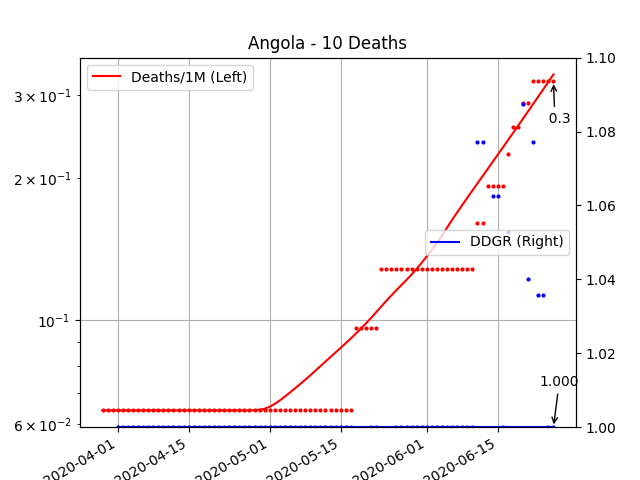 Angola - 10 Deaths
Deaths/1M (Left)
DDGR (Right)
3 × 10⁻¹
2 × 10⁻¹
10⁻¹
6 × 10⁻²
1.10
1.08
1.06
1.04
1.02
1.00
0.3
1.000
2020-04-01
2020-04-15
2020-05-01
2020-05-15
2020-06-01
2020-06-15